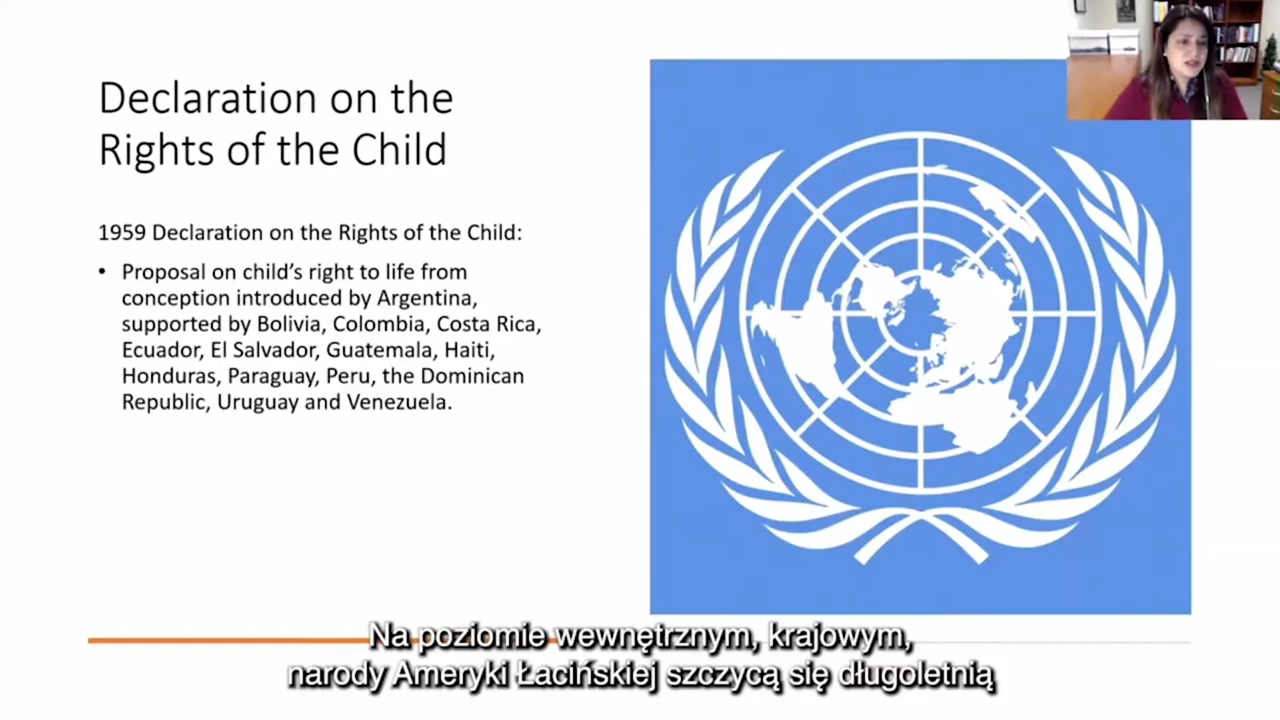 Declaration on the
Rights of the Child
1959 Declaration on the Rights of the Child:
• Proposal on child’s right to life from
conception introduced by Argentina,
supported by Bolivia, Colombia, Costa Rica,
Ecuador, El Salvador, Guatemala, Haiti,
Honduras, Paraguay, Peru, the Dominican
Republic, Uruguay and Venezuela.
Na poziomie wewnętrznym, krajowym,
narody Ameryki Łacińskiej szczycą się długoletnią